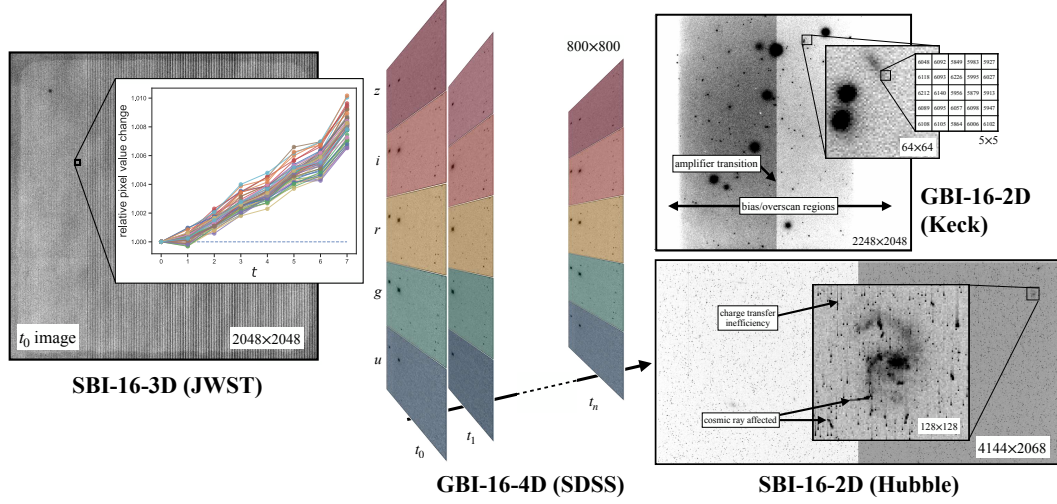 relative pixel value change
1.010
1.008
1.006
1.004
1.002
1.000
0 1 2 3 4 5 6 7
t
t0 image
2048×2048
SBI-16-3D (JWST)
z
i
r
g
u
800×800
t0
t1
tn
GBI-16-4D (SDSS)
6048 6092 5849 5983 5927
6118 6093 6226 5995 6027
6212 6140 5956 5879 5913
6089 6095 6057 6098 5947
6108 6105 5864 6006 6102
64×64
5×5
amplifier transition
bias/overscan regions
2248×2048
GBI-16-2D
(Keck)
charge transfer
inefficiency
cosmic ray affected
128×128
4144×2068
SBI-16-2D (Hubble)